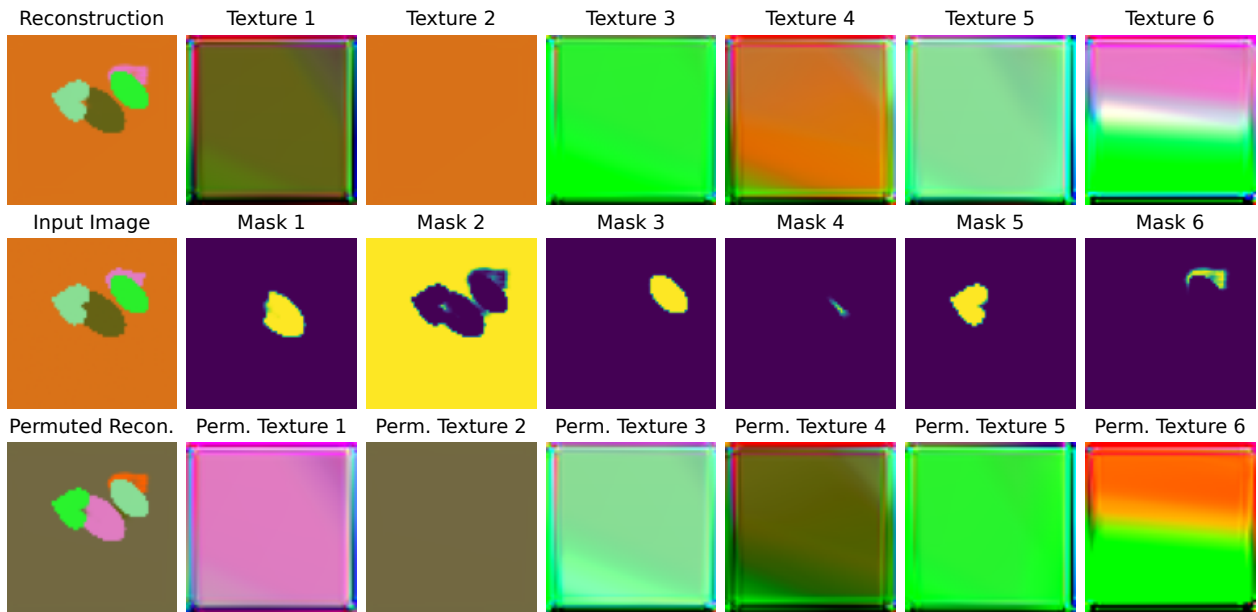 Reconstruction Texture 1 Texture 2 Texture 3 Texture 4 Texture 5 Texture 6
Input Image Mask 1 Mask 2 Mask 3 Mask 4 Mask 5 Mask 6
Permuted Recon. Perm. Texture 1 Perm. Texture 2 Perm. Texture 3 Perm. Texture 4 Perm. Texture 5 Perm. Texture 6